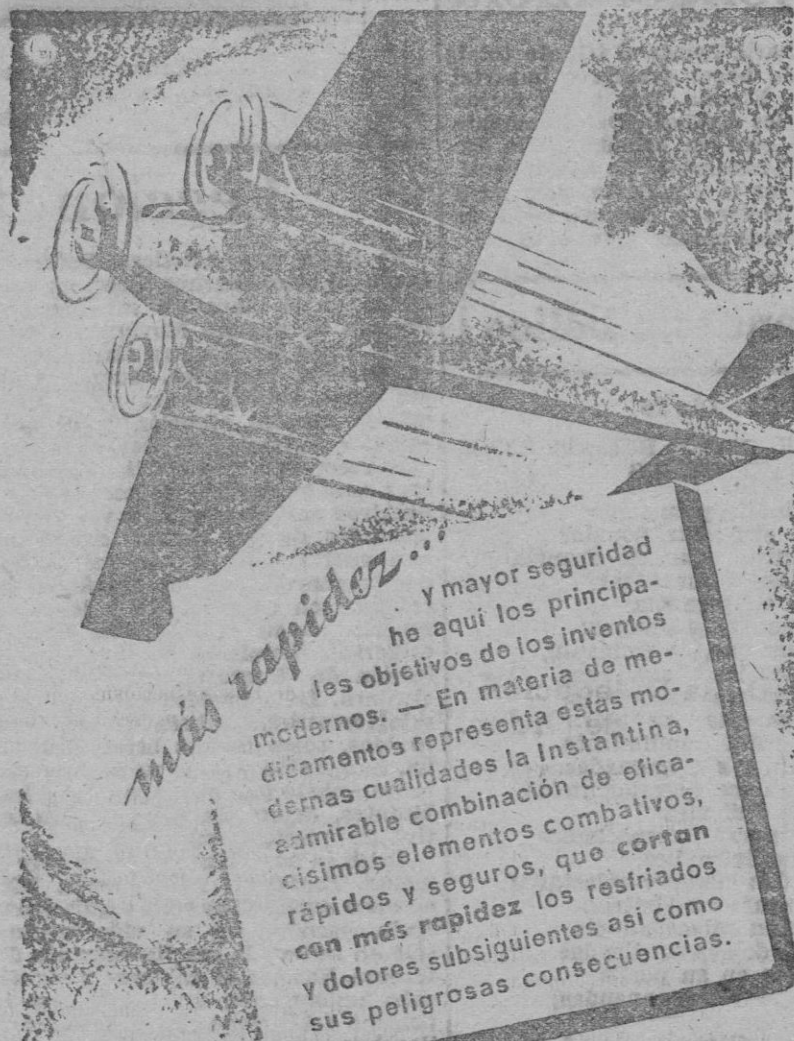 más rapidez...
y mayor seguridad
he aquí los principa-
les objetivos de los inventos
modernos. — En materia de me-
dicamentos representa estas mo-
dernas cualidades la Instantina,
admirable combinación de efica-
cisimos elementos combativos,
rápidos y seguros, que cortan
con más rapidez los resfriados
y dolores subsiguientes asi como
sus peligrosas consecuencias.